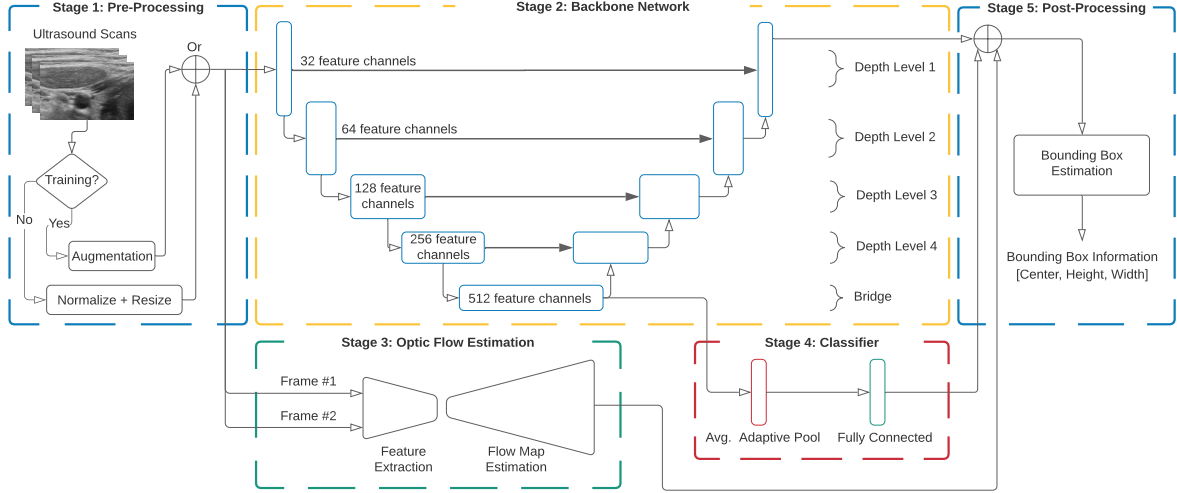 Stage 1: Pre-Processing
Ultrasound Scans
Or
Training?
No
Yes
Augmentation
Normalize + Resize
Stage 2: Backbone Network
32 feature channels
64 feature channels
128 feature
channels
256 feature
channels
512 feature channels
Depth Level 1
Depth Level 2
Depth Level 3
Depth Level 4
Bridge
Stage 3: Optic Flow Estimation
Frame #1
Frame #2
Feature
Extraction
Flow Map
Estimation
Stage 4: Classifier
Avg. Adaptive Pool
Fully Connected
Stage 5: Post-Processing
Bounding Box
Estimation
Bounding Box Information
[Center, Height, Width]